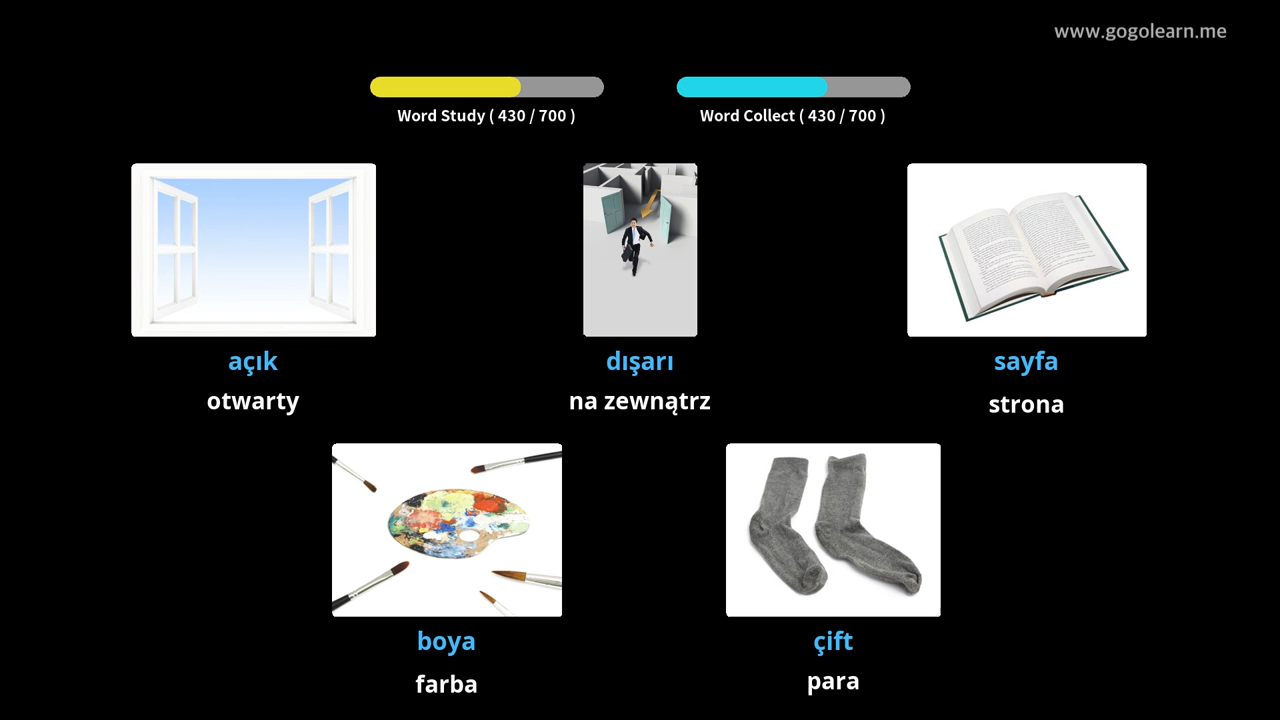 www.gogolearn.me
Word Study ( 430 / 700 )
Word Collect ( 430 / 700 )
açık
dışarı
sayfa
otwarty
na zewnątrz
strona
boya
çift
farba
para